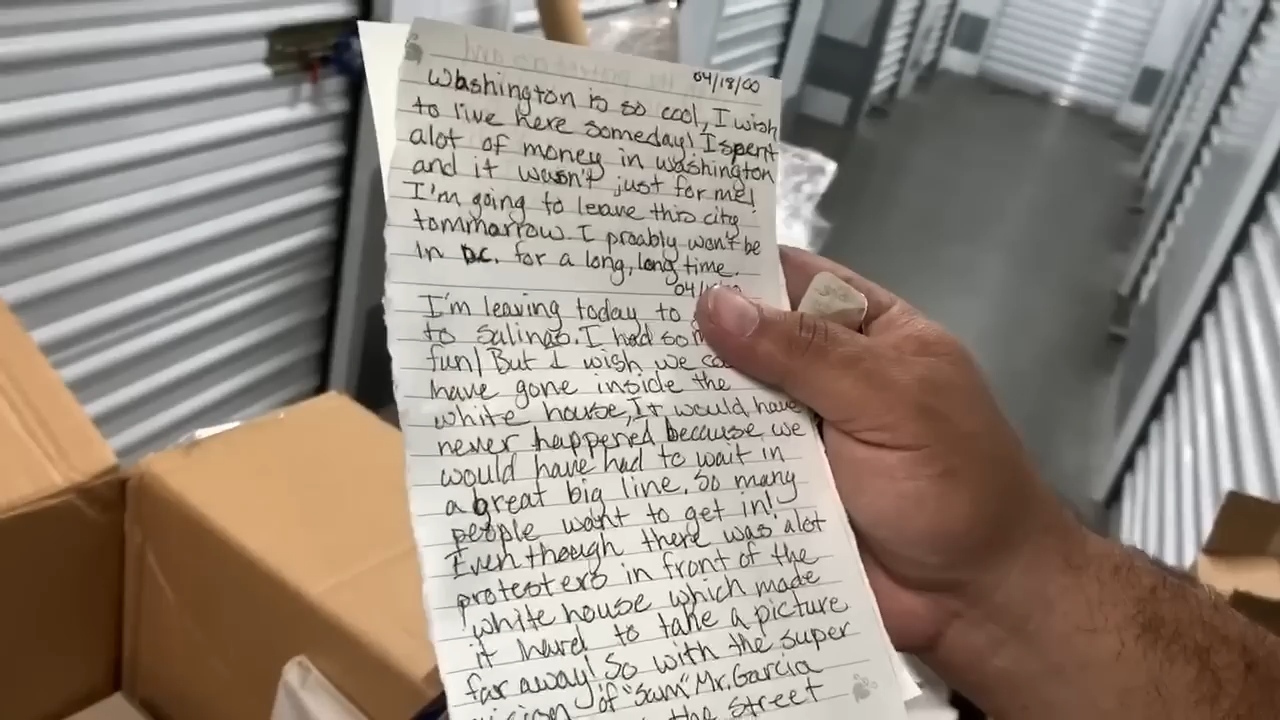 04/18/00
Washington is so cool, I wish
to live here someday! I spent
alot of money in washington
and it wasn't just for me!
I'm going to leave this city
tommarrow. I proably won't be
in D.C. for a long, long time.
04/
I'm leaving today to
to Salinas. I had so
fun! But I wish we
have gone inside the
white house, It would have
never happened because we
would have had to wait in
a great big line. So many
people want to get in!
Even though there was alot
protesters in front of the
white house which made
it hard to take a picture
far away! So with the super
vision of "Sam" Mr. Garcia
the street